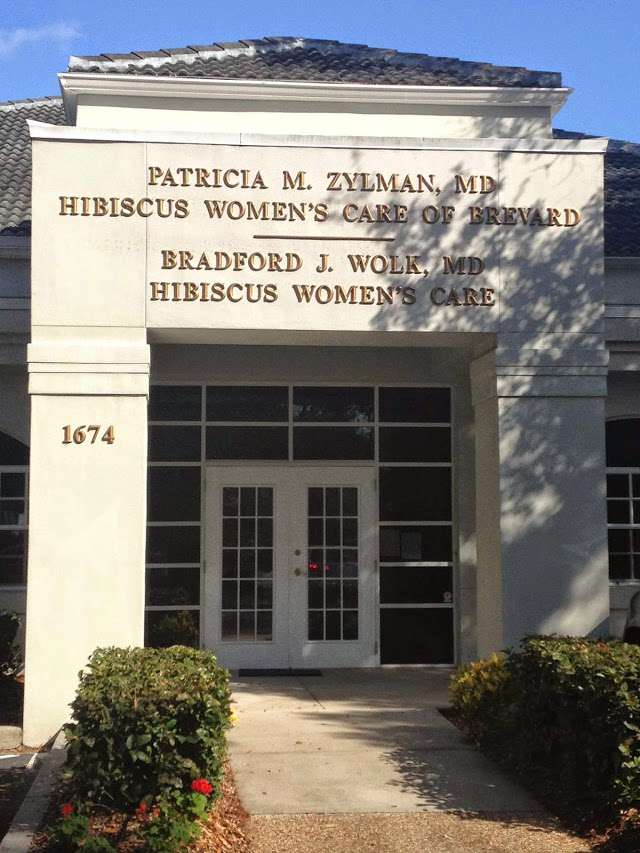 PATRICIA M. ZYLMAN, MD
HIBISCUS WOMEN'S CARE OF BREVARD
BRADFORD J. WOLK, MD
HIBISCUS WOMEN'S CARE
1674